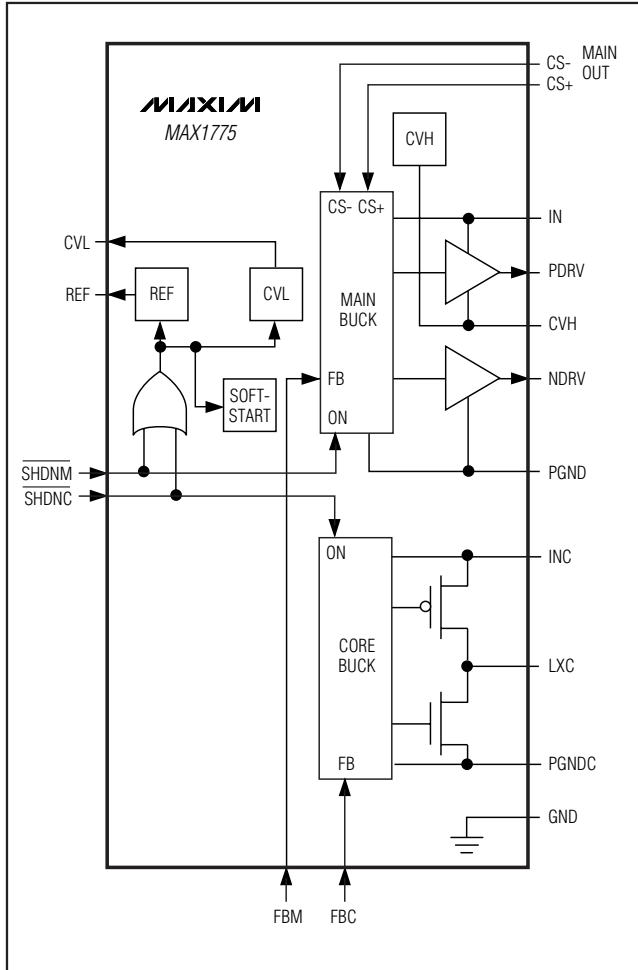 CS- MAIN
OUT
CS+
MAXIM
MAX1775
CVH
CS- CS+
IN
CVL
PDRV
REF
REF
CVL
MAIN
BUCK
CVH
FB
NDRV
SOFT-
START
ON
SHDNM
PGND
SHDNC
ON
INC
CORE
BUCK
LXC
FB
PGNDC
GND
FBM
FBC